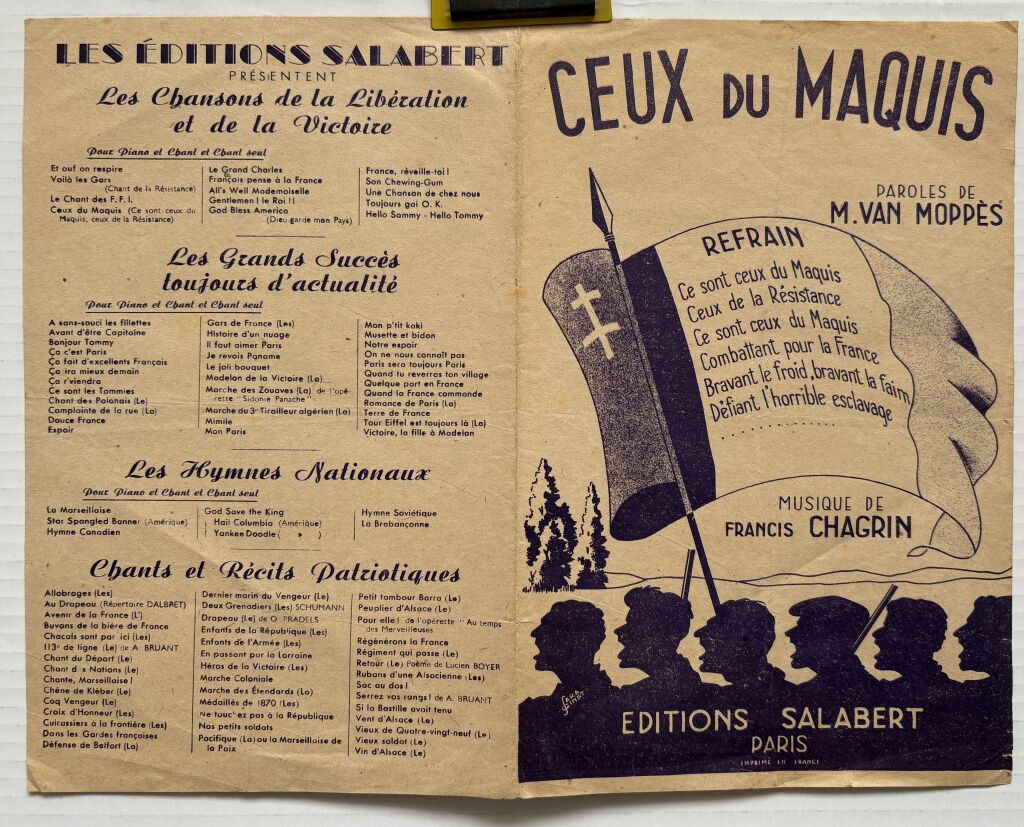 LES ÉDITIONS SALABERT
PRÉSENTENT
Les Chansons de la Libération
et de la Victoire
Pour Piano et Chant et Chant seul
Et ouf on respire
Voilà les Gars
(Chant de la Résistance)
Le Chant des F. F. I.
Ceux du Maquis (Ce sont ceux du
Maquis, ceux de la Résistance)
Le Grand Charles
Français pense à la France
All's Well Mademoiselle
Gentlemen ! le Roi ! !
God Bless America
(Dieu garde mon Pays)
France, réveille-toi !
Son Chewing-Gum
Une Chanson de chez nous
Toujours gai O. K.
Hello Sammy - Hello Tommy
Les Grands Succès
toujours d'actualité
Pour Piano et Chant et Chant seul
A sans-souci les fillettes
Avant d'être Capitaine
Bonjour Tommy
Ça c'est Paris
Ça fait d'excellents Français
Ça ira mieux demain
Ça r'viendra
Ce sont les Tommies
Chant des Polonais (Le)
Complainte de la rue (La)
Douce France
Espoir
Gars de France (Les)
Histoire d'un nuage
Il faut aimer Paris
Je revois Paname
Le joli bouquet
Madelon de la Victoire (La)
Marche des Zouaves (La) de l'opé-
rette "Sidonie Panache"
Marche du 3e Tirailleur algérien (La)
Mimile
Mon Paris
Mon p'tit kaki
Musette et bidon
Notre espoir
On ne nous connaît pas
Paris sera toujours Paris
Quand tu reverras ton village
Quelque part en France
Quand la France commande
Romance de Paris (La)
Terre de France
Tour Eiffel est toujours là (La)
Victoire, la fille à Madelon
Les Hymnes Nationaux
Pour Piano et Chant et Chant seul
La Marseillaise
Star Spangled Banner (Amérique)
Hymne Canadien
God Save the King
Hail Columbia (Amérique)
Yankee Doodle ( » )
Hymne Soviétique
La Brabançonne
Chants et Récits Patriotiques
Allobroges (Les)
Au Drapeau (Répertoire DALBRET)
Avenir de la France (L')
Buvons de la bière de France
Chacals sont par ici (Les)
113e de ligne (Le) de A. BRUANT
Chant du Départ (Le)
Chant d s Nations (Le)
Chante, Marseillaise !
Chêne de Kléber (Le)
Coq Vengeur (Le)
Croix d'Honneur (Les)
Cuirassiers à la frontière (Les)
Dans les Gardes françaises
Défense de Belfort (La)
Dernier marin du Vengeur (Le)
Deux Grenadiers (Les) SCHUMANN
Drapeau (Le) de O. PRADELS
Enfants de la République (Les)
Enfants de l'Armée (Les)
En passant par la Lorraine
Héros de la Victoire (Les)
Marche Coloniale
Marche des Étendards (La)
Médaillés de 1870 (Les)
Ne touchez pas à la République
Nos petits soldats
Pacifique (La) ou la Marseillaise de
la Paix
Petit tambour Barra (Le)
Peuplier d'Alsace (Le)
Pour elle ! de l'opérette "Au temps
des Merveilleuses
Régénérons la France
Régiment qui passe (Le)
Retour (Le) Poème de Lucien BOYER
Rubans d'une Alsacienne (Les)
Sac au dos !
Serrez vos rangs ! de A. BRUANT
Si la Bastille avait tenu
Vent d'Alsace (Le)
Vieux de Quatre-vingt-neuf (Le)
Vieux soldat (Le)
Vin d'Alsace (Le)
CEUX DU MAQUIS
PAROLES DE
M. VAN MOPPÈS
REFRAIN
Ce sont ceux du Maquis
Ceux de la Résistance
Ce sont ceux du Maquis
Combattant pour la France
Bravant le froid, bravant la faim
Défiant l'horrible esclavage
..............
MUSIQUE DE
FRANCIS CHAGRIN
EDITIONS SALABERT
PARIS
IMPRIMÉ EN FRANCE